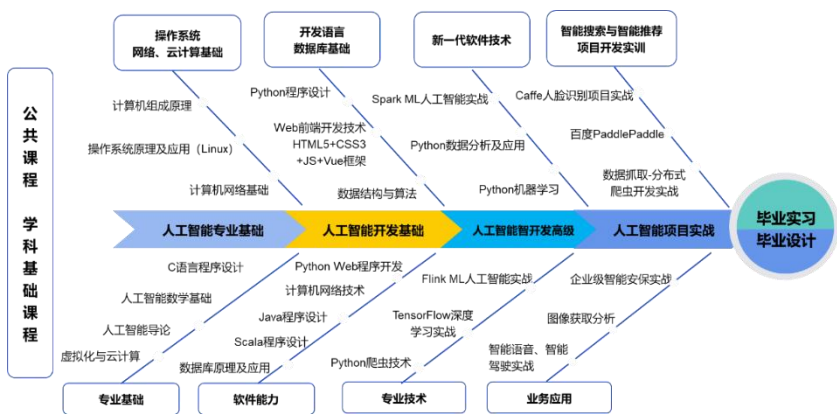 操作系统
网络、云计算基础
开发语言
数据库基础
新一代软件技术
智能搜索与智能推荐
项目开发实训
公共课程 学科基础课程
计算机组成原理
操作系统原理及应用（Linux）
计算机网络基础
Python程序设计
Web前端开发技术
HTML5+CSS3
+JS+Vue框架
数据结构与算法
Spark ML人工智能实战
Python数据分析及应用
Python机器学习
Caffe人脸识别项目实战
百度PaddlePaddle
数据抓取-分布式
爬虫开发实战
人工智能专业基础
人工智能开发基础
人工智能智开发高级
人工智能项目实战
毕业实习
毕业设计
C语言程序设计
人工智能数学基础
人工智能导论
虚拟化与云计算
Python Web程序开发
计算机网络技术
Java程序设计
Scala程序设计
数据库原理及应用
Flink ML人工智能实战
TensorFlow深度
学习实战
Python爬虫技术
企业级智能安保实战
图像获取分析
智能语音、智能
驾驶实战
专业基础
软件能力
专业技术
业务应用